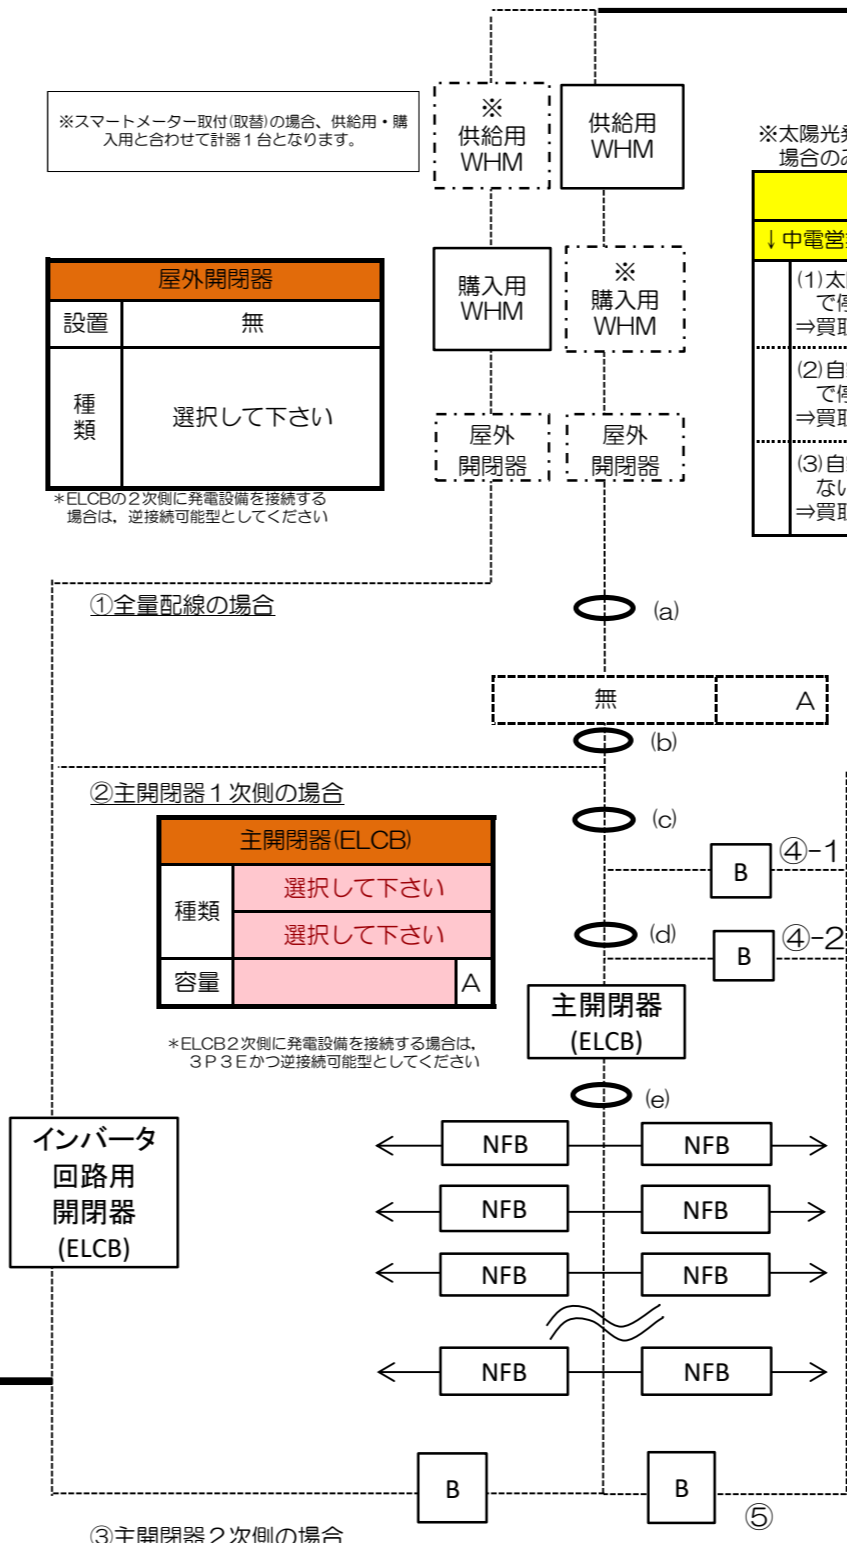 ※スマートメーター取付(取替)の場合、供給用・購
入用と合わせて計器１台となります。
※
供給用
WHM
供給用
WHM
※太陽光発
場合のみ
屋外開閉器
設置
無
種
類
選択して下さい
*ELCBの２次側に発電設備を接続する
場合は，逆接続可能型としてください
購入用
WHM
※
購入用
WHM
屋外
開閉器
屋外
開閉器
↓中電営業
(1)太陽
で停
⇒買取
(2)自家
で停
⇒買取
(3)自家
ない
⇒買取
①全量配線の場合
(a)
無
A
(b)
②主開閉器１次側の場合
(c)
主開閉器(ELCB)
種類
選択して下さい
選択して下さい
容量
A
*ELCB２次側に発電設備を接続する場合は，
３Ｐ３Ｅかつ逆接続可能型としてください
B
④-1
(d)
B
④-2
主開閉器
(ELCB)
(e)
インバータ
回路用
開閉器
(ELCB)
NFB
NFB
NFB
NFB
NFB
NFB
NFB
NFB
B
B
⑤
③主開閉器２次側の場合